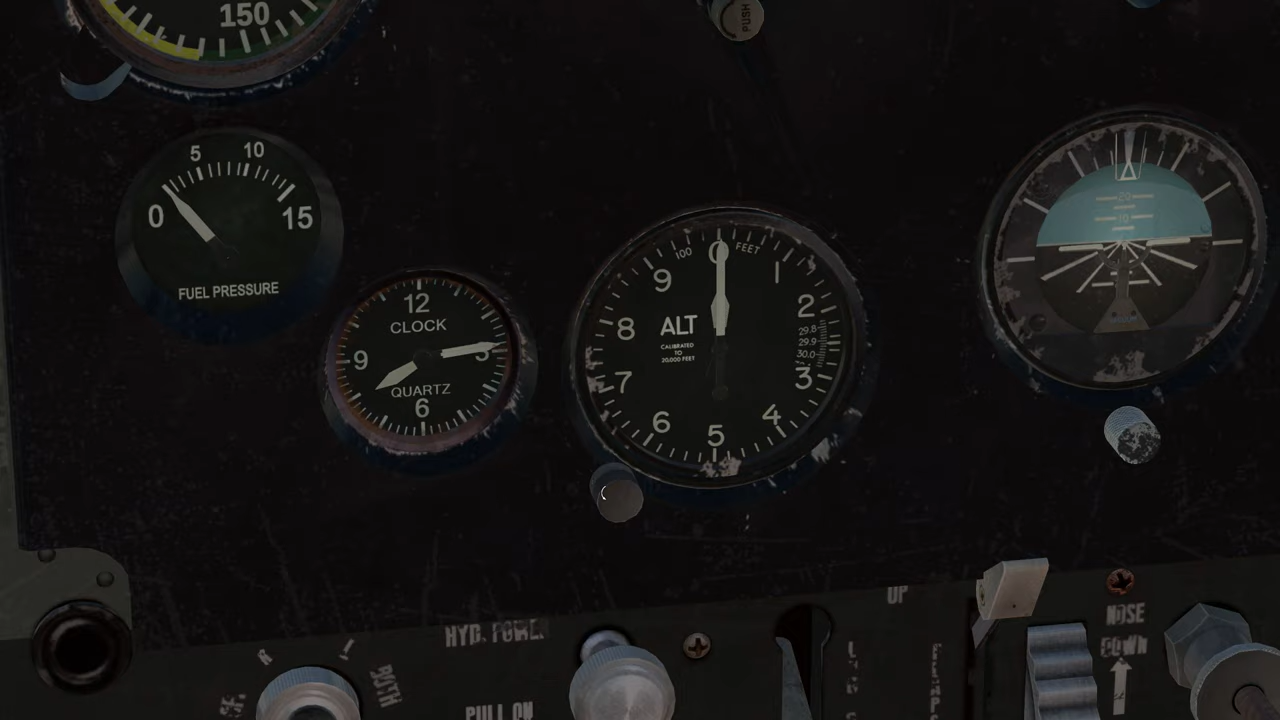 150
PUSH
5 10
0 15
FUEL PRESSURE
12
CLOCK
9 3
QUARTZ
6
100 0 FEET
9 1
8 ALT 2
CALIBRATED
TO
20,000 FEET
29.8
29.9
30.0
7 3
6 4
5
20
10
UP
NOSE
DOWN
HYD. POWER
R L
BOTH
PULL ON